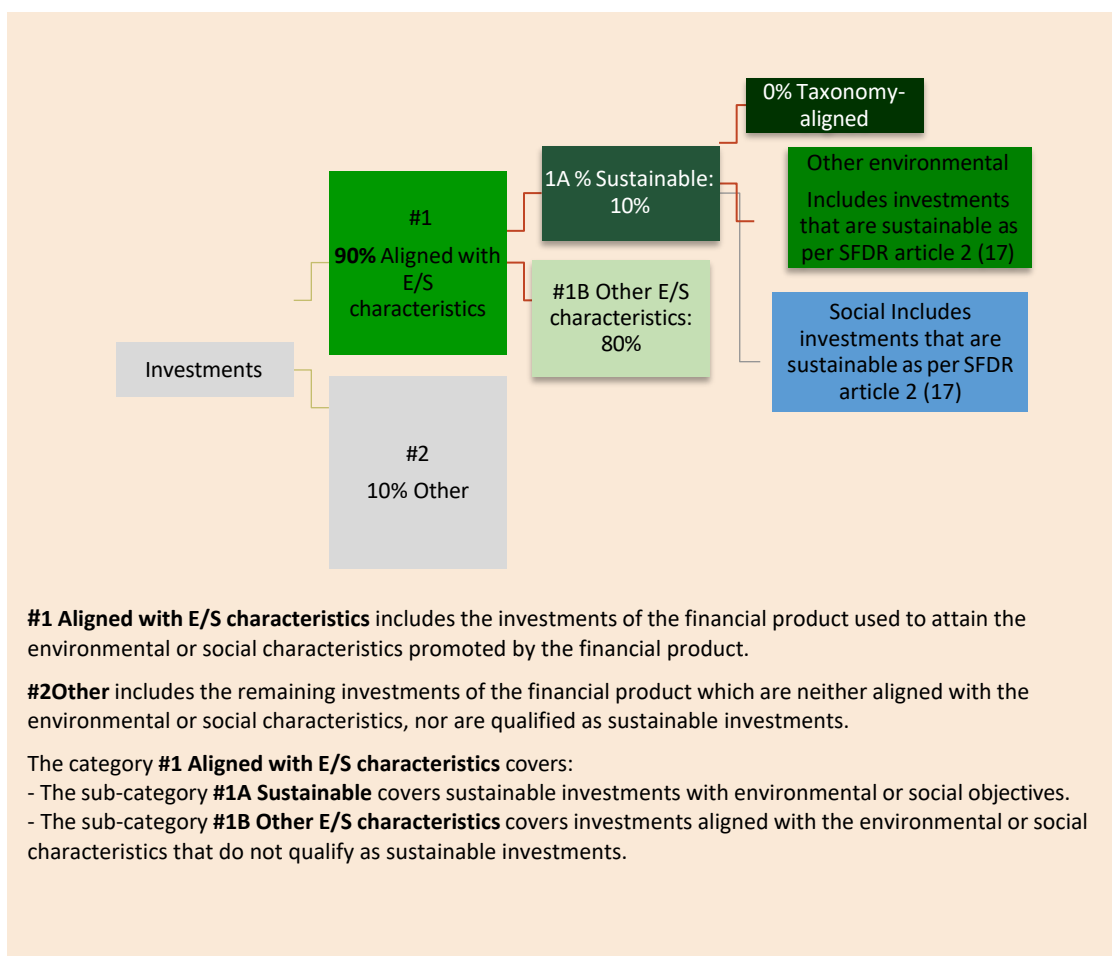 Investments
#1
90% Aligned with
E/S
characteristics
#2
10% Other
1A % Sustainable:
10%
#1B Other E/S
characteristics:
80%
0% Taxonomy-
aligned
Other environmental
Includes investments
that are sustainable as
per SFDR article 2 (17)
Social Includes
investments that are
sustainable as per SFDR
article 2 (17)
#1 Aligned with E/S characteristics includes the investments of the financial product used to attain the
environmental or social characteristics promoted by the financial product.
#2Other includes the remaining investments of the financial product which are neither aligned with the
environmental or social characteristics, nor are qualified as sustainable investments.
The category #1 Aligned with E/S characteristics covers:
- The sub-category #1A Sustainable covers sustainable investments with environmental or social objectives.
- The sub-category #1B Other E/S characteristics covers investments aligned with the environmental or social
characteristics that do not qualify as sustainable investments.